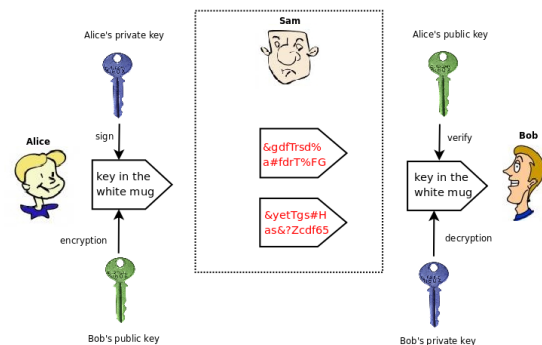 Sam
Alice's private key
Alice's public key
sign
verify
Alice
Bob
&gdfTrsd%
a#fdrT%FG
key in the
white mug
key in the
white mug
&yetTgs#H
as&?Zcdf65
encryption
decryption
Bob's public key
Bob's private key